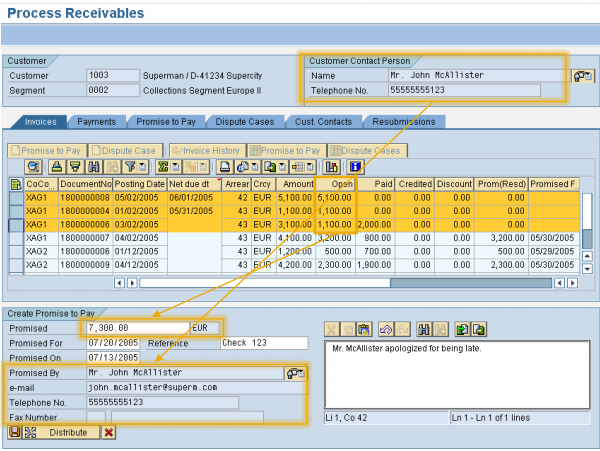 Process Receivables
Customer
Customer 1003 Superman / D-41234 Supercity
Segment 0002 Collections Segment Europe II
Customer Contact Person
Name Mr. John McAllister
Telephone No. 55555555123
Invoices Payments Promise to Pay Dispute Cases Cust. Contacts Resubmissions
Promise to Pay Dispute Case Invoice History Promise to Pay Dispute Cases
CoCo.. DocumentNo Posting Date Net due dt Arrear Crcy Amount Open Paid Credited Discount Prom(Resd) Promised F..
XAG1 1800000008 05/02/2005 06/01/2005 42 EUR 5,100.00 5,100.00 0.00 0.00 0.00 0.00
XAG1 1800000004 01/04/2005 05/31/2005 43 EUR 1,100.00 1,100.00 0.00 0.00 0.00 0.00
XAG1 1800000006 03/02/2005 43 EUR 3,100.00 1,100.00 2,000.00 0.00 0.00 0.00
XAG1 1800000007 04/02/2005 43 EUR 4,100.00 3,200.00 900.00 0.00 0.00 3,200.00 05/30/2005
XAG2 1800000006 01/12/2005 43 EUR 1,200.00 500.00 700.00 0.00 0.00 500.00 05/29/2005
XAG2 1800000009 04/12/2005 43 EUR 4,200.00 2,300.00 1,900.00 0.00 0.00 2,300.00 05/30/2005
Create Promise to Pay
Promised 7,300.00 EUR
Promised For 07/20/2005 Reference Check 123
Promised On 07/13/2005
Promised By Mr. John McAllister
e-mail john.mcallister@superm.com
Telephone No. 55555555123
Fax Number
Distribute
Mr. McAllister apologized for being late.
Li 1, Co 42 Ln 1 - Ln 1 of 1 lines